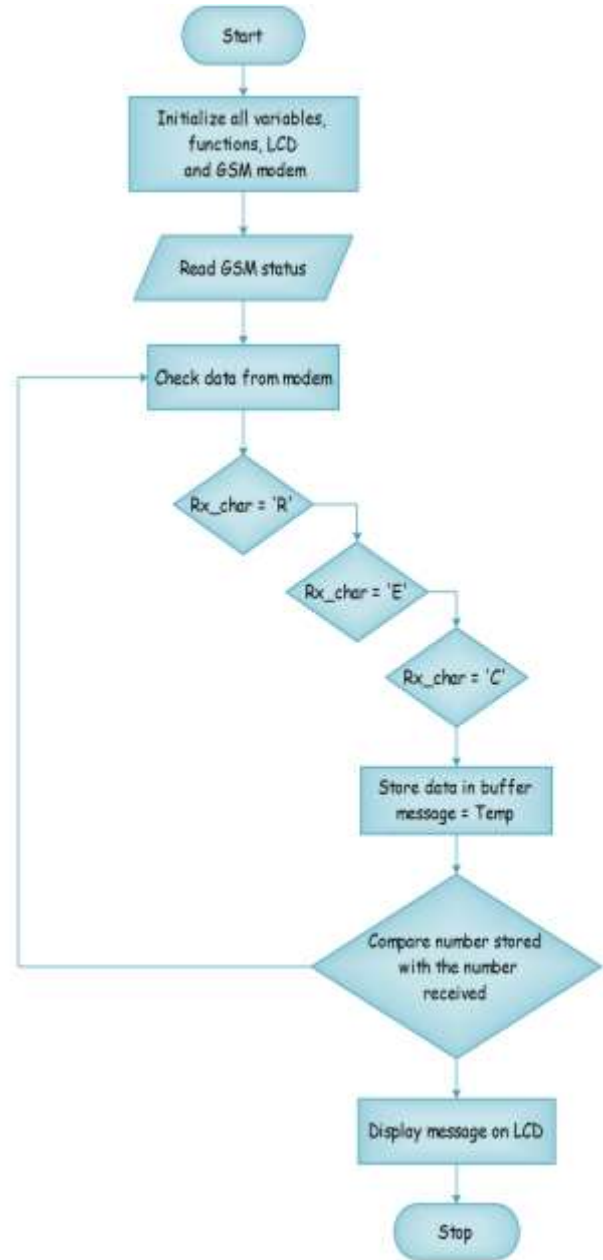 Start
Initialize all variables,
functions, LCD
and GSM modem
Read GSM status
Check data from modem
Rx_char = 'R'
Rx_char = 'E'
Rx_char = 'C'
Store data in buffer
message = Temp
Compare number stored
with the number
received
Display message on LCD
Stop